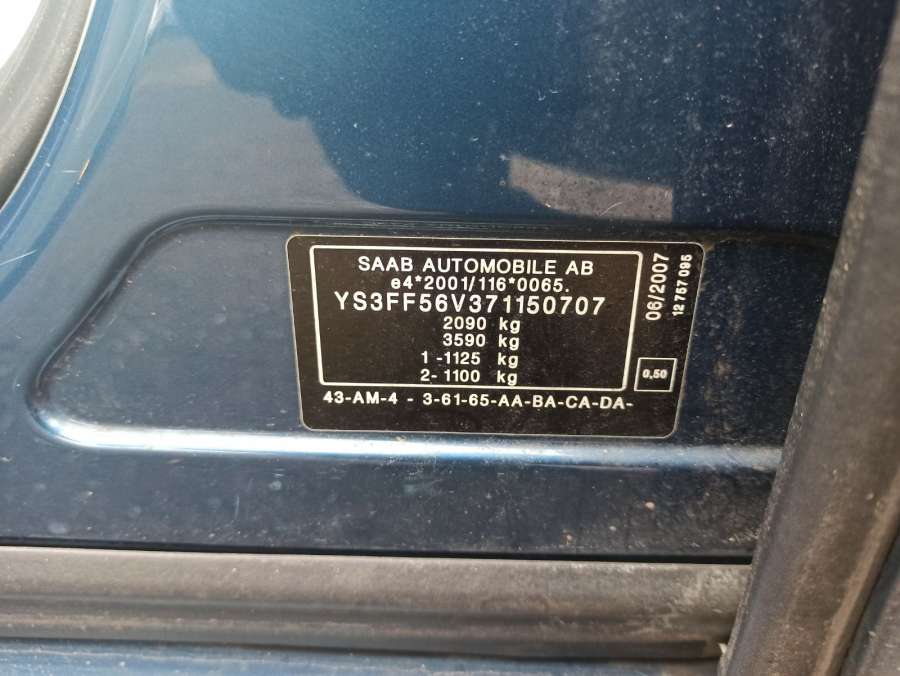 SAAB AUTOMOBILE AB
e4*2001/116*0065.
YS3FF56V371150707
2090 kg
3590 kg
1 -1125 kg
2- 1100 kg
43-AM-4 - 3-61-65-AA-BA-CA-DA-
06/2007
12 757 095
0,50